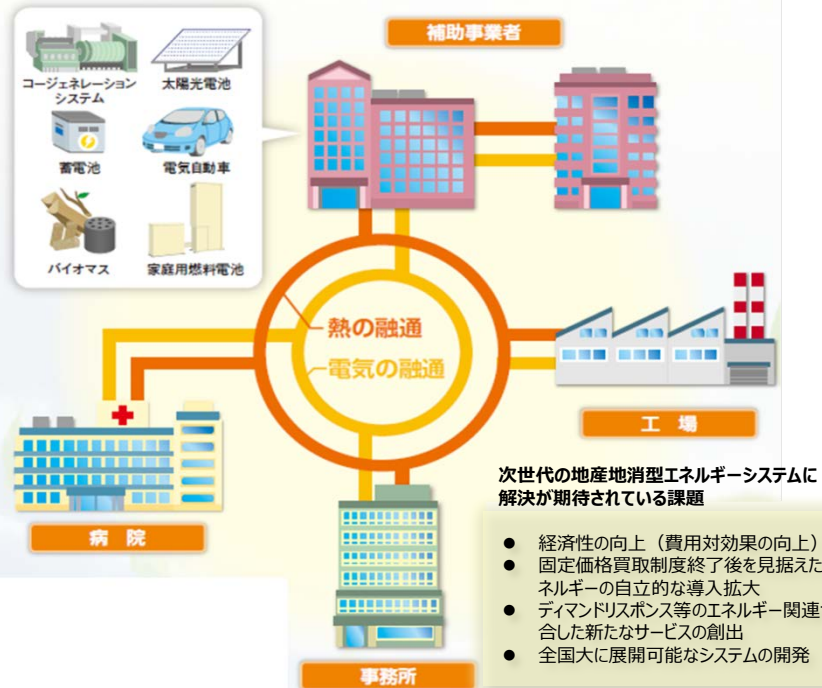 補助事業者
コージェネレーション
システム
太陽光電池
蓄電池
電気自動車
バイオマス
家庭用燃料電池
熱の融通
電気の融通
工 場
病 院
事務所
次世代の地産地消型エネルギーシステムに
解決が期待されている課題
● 経済性の向上（費用対効果の向上）
● 固定価格買取制度終了後を見据えた
ネルギーの自立的な導入拡大
● ディマンドリスポンス等のエネルギー関連
合した新たなサービスの創出
● 全国大に展開可能なシステムの開発